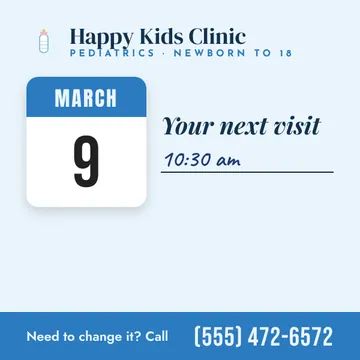 Happy Kids Clinic
PEDIATRICS · NEWBORN TO 18
MARCH
9
Your next visit
10:30 am
Need to change it? Call (555) 472-6572